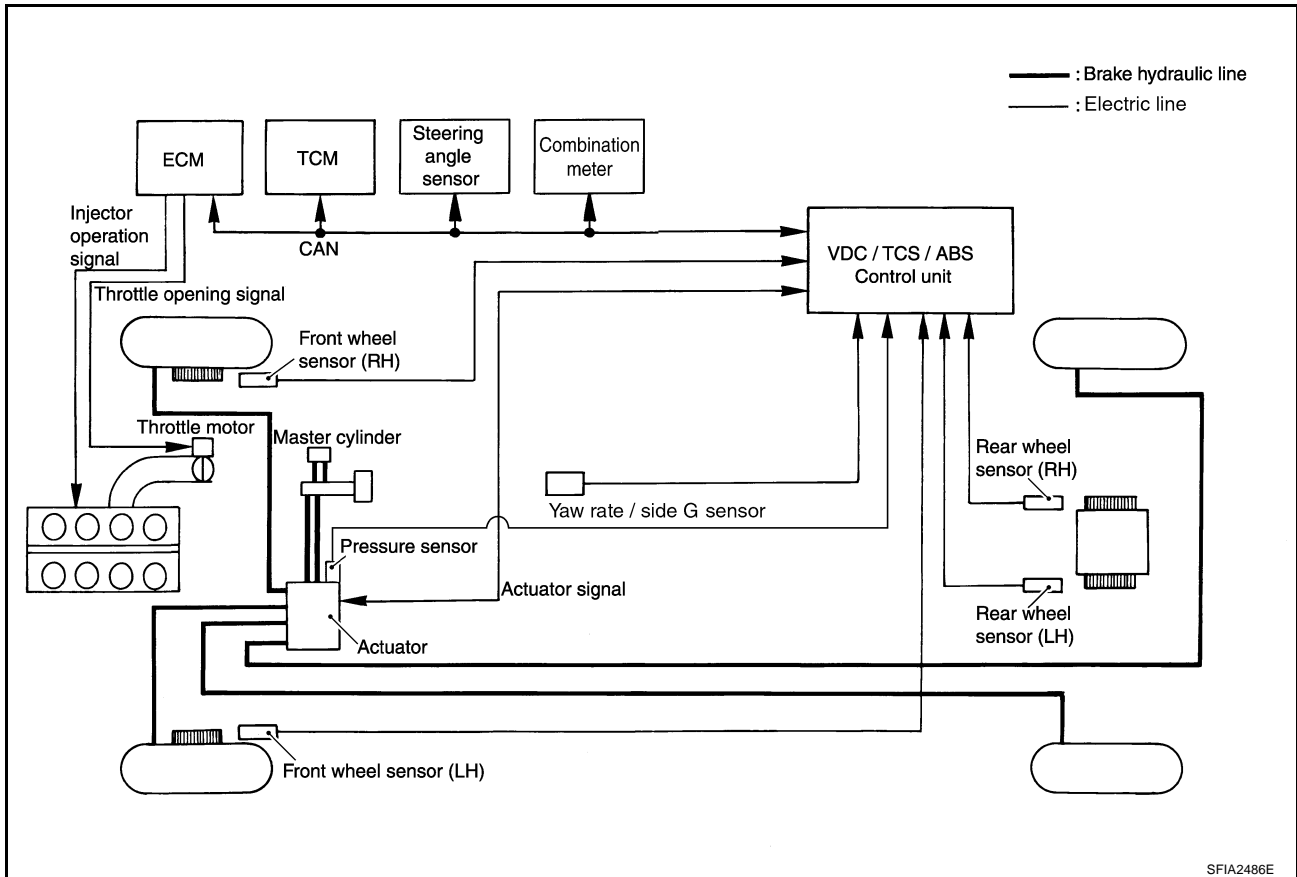 : Brake hydraulic line
: Electric line
ECM
TCM
Steering
angle
sensor
Combination
meter
Injector
operation
signal
CAN
VDC / TCS / ABS
Control unit
Throttle opening signal
Front wheel
sensor (RH)
Throttle motor
Master cylinder
Rear wheel
sensor (RH)
Yaw rate / side G sensor
Pressure sensor
Actuator signal
Rear wheel
sensor (LH)
Actuator
Front wheel sensor (LH)
SFIA2486E